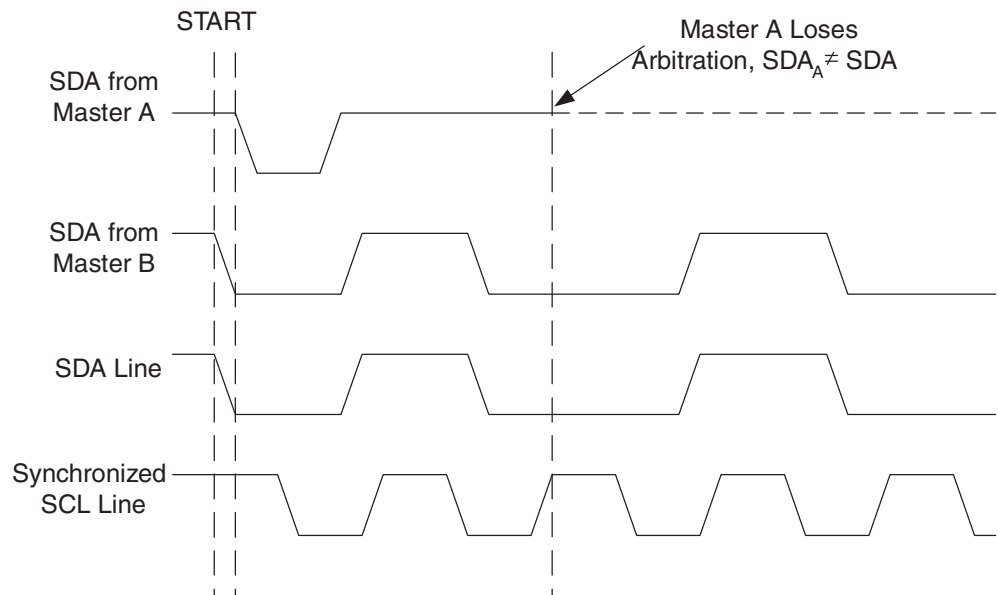 START
Master A Loses
Arbitration, SDA_A ≠ SDA
SDA from
Master A
SDA from
Master B
SDA Line
Synchronized
SCL Line